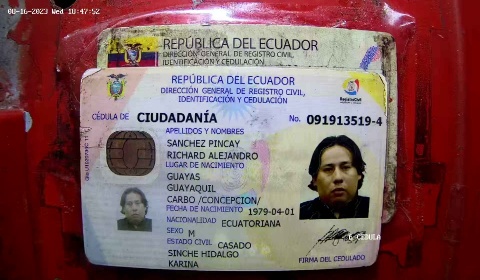 08-16-2023 Wed 18:47:52
REPÚBLICA DEL ECUADOR
DIRECCIÓN GENERAL DE REGISTRO CIVIL,
IDENTIFICACIÓN Y CEDULACIÓN
REPÚBLICA DEL ECUADOR
DIRECCIÓN GENERAL DE REGISTRO CIVIL,
IDENTIFICACIÓN Y CEDULACIÓN
CÉDULA DE CIUDADANÍA No. 091913519-4
APELLIDOS Y NOMBRES
SANCHEZ PINCAY
RICHARD ALEJANDRO
LUGAR DE NACIMIENTO
GUAYAS
GUAYAQUIL
CARBO /CONCEPCION/
FECHA DE NACIMIENTO 1979-04-01
NACIONALIDAD ECUATORIANA
SEXO M
ESTADO CIVIL CASADO
SINCHE HIDALGO
KARINA
CEDULA
FIRMA DEL CEDULADO